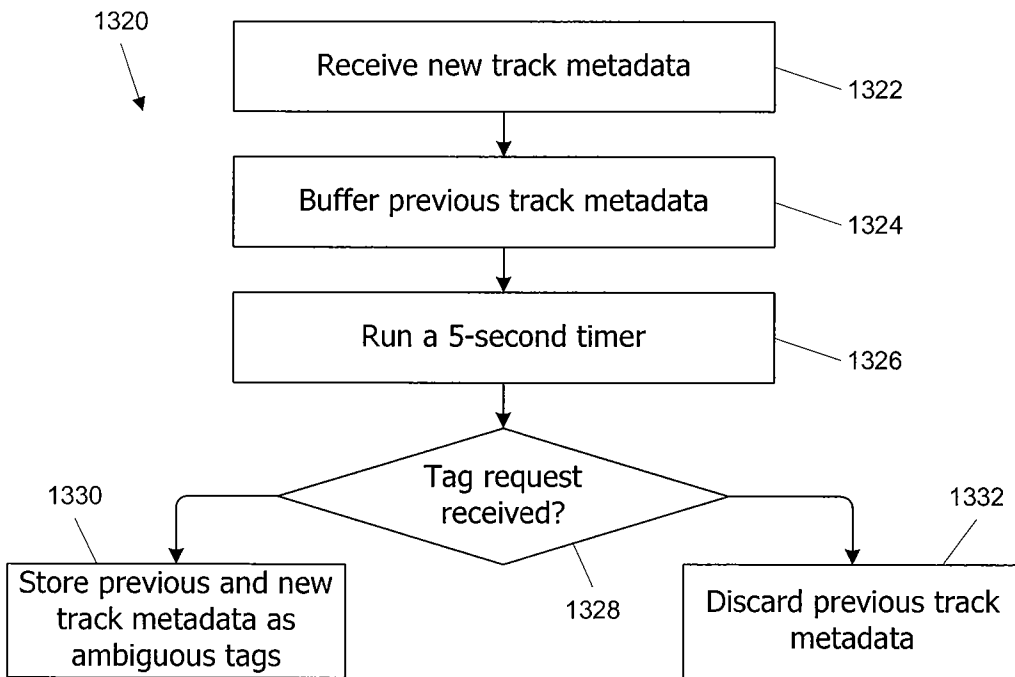 1320
Receive new track metadata
1322
Buffer previous track metadata
1324
Run a 5-second timer
1326
Tag request
received?
1328
1330
Store previous and new
track metadata as
ambiguous tags
1332
Discard previous track
metadata